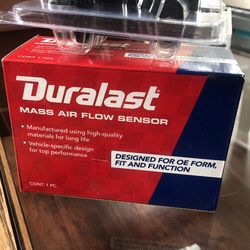 Duralast
MASS AIR FLOW SENSOR
• Manufactured using high-quality
materials for long life
• Vehicle-specific design
for top performance
DESIGNED FOR OE FORM,
FIT AND FUNCTION
CONT. 1 PC.